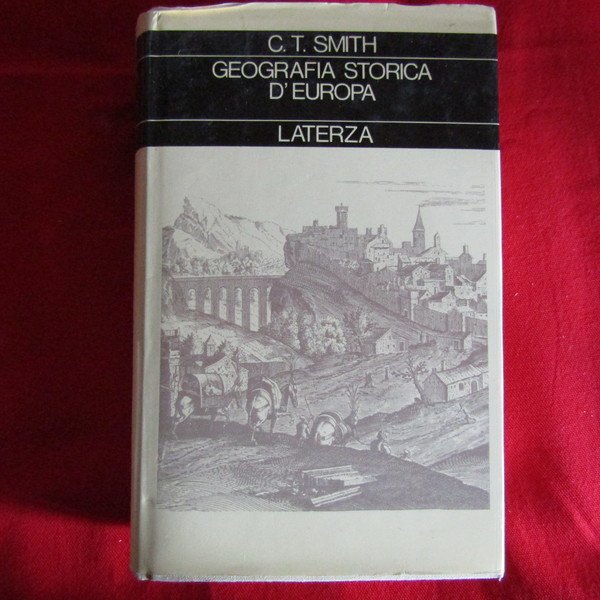 C. T. SMITH
GEOGRAFIA STORICA
D'EUROPA
LATERZA